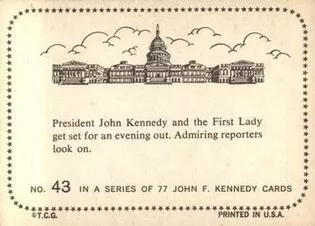 President John Kennedy and the First Lady
get set for an evening out. Admiring reporters
look on.
NO. 43 IN A SERIES OF 77 JOHN F. KENNEDY CARDS
©T.C.G. PRINTED IN U.S.A.